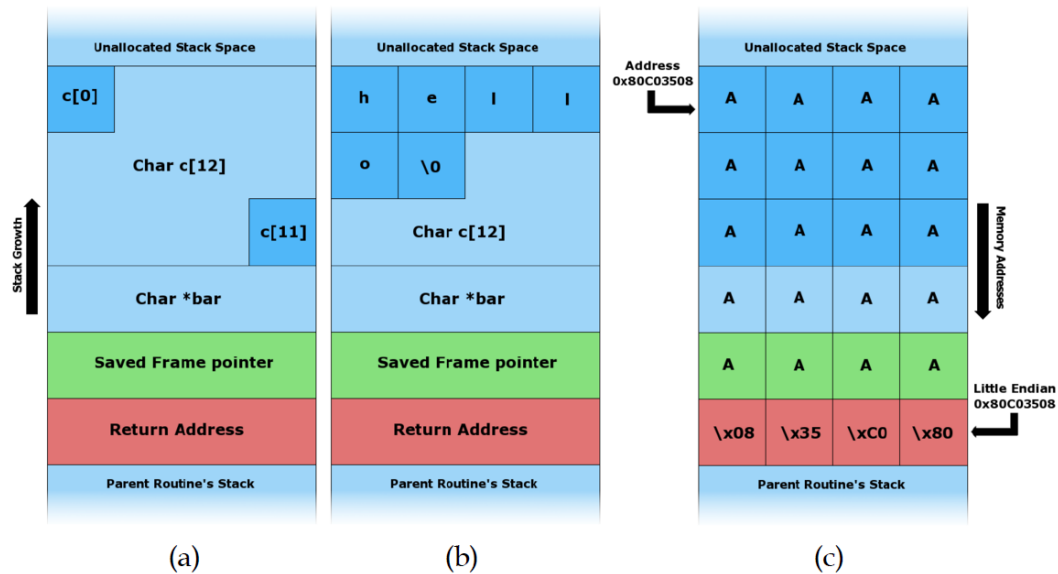 Unallocated Stack Space
c[0]
Char c[12]
c[11]
Char *bar
Saved Frame pointer
Return Address
Parent Routine's Stack
Stack Growth
(a)
Unallocated Stack Space
h e l l
o \0
Char c[12]
Char *bar
Saved Frame pointer
Return Address
Parent Routine's Stack
(b)
Address
0x80C03508
Unallocated Stack Space
A A A A
A A A A
A A A A
A A A A
A A A A
\x08 \x35 \xC0 \x80
Parent Routine's Stack
Memory Addresses
Little Endian
0x80C03508
(c)